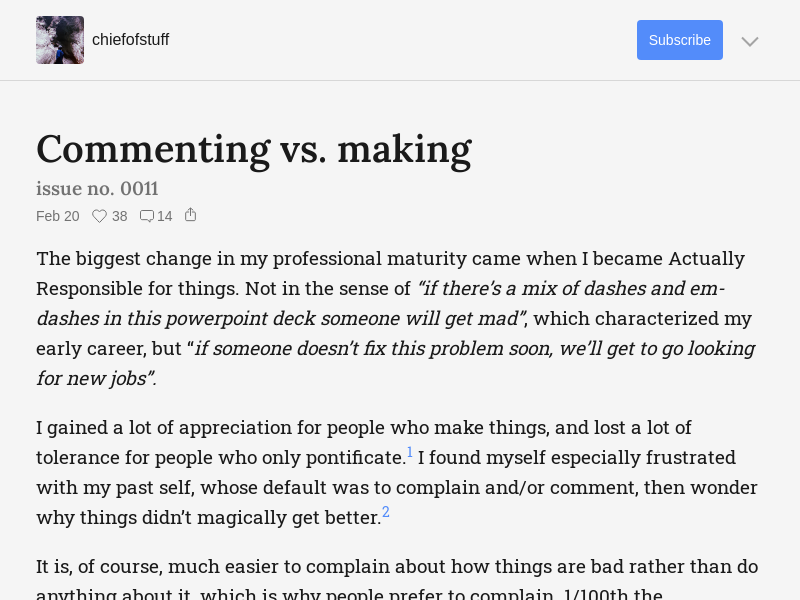 chiefofstuff
Subscribe
Commenting vs. making
issue no. 0011
Feb 20 38 14
The biggest change in my professional maturity came when I became Actually
Responsible for things. Not in the sense of “if there’s a mix of dashes and em-
dashes in this powerpoint deck someone will get mad”, which characterized my
early career, but “if someone doesn’t fix this problem soon, we’ll get to go looking
for new jobs”.
I gained a lot of appreciation for people who make things, and lost a lot of
tolerance for people who only pontificate.1 I found myself especially frustrated
with my past self, whose default was to complain and/or comment, then wonder
why things didn’t magically get better.2
It is, of course, much easier to complain about how things are bad rather than do
anything about it, which is why people prefer to complain. 1/100th the